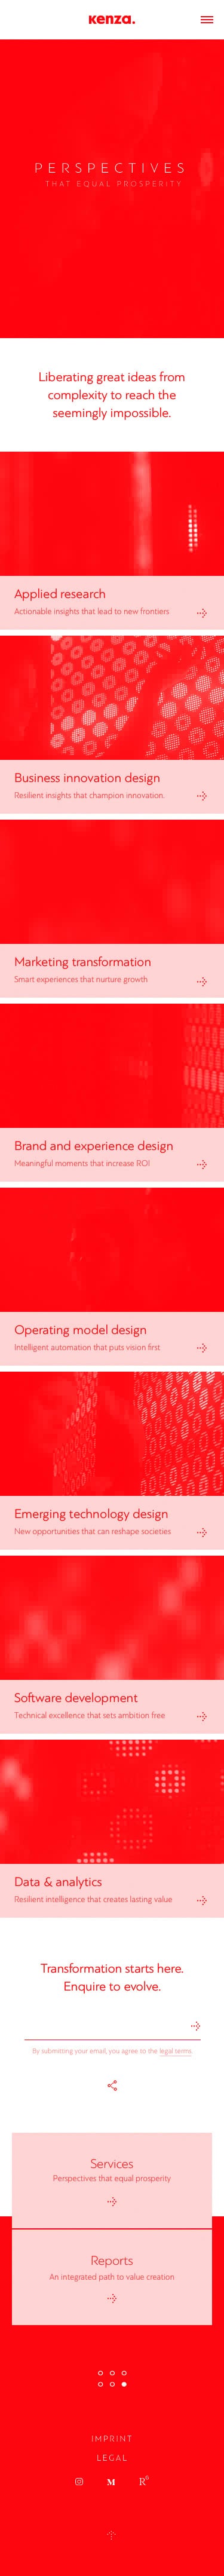 Kenza.
PERSPECTIVES
THAT EQUAL PROSPERITY
Liberating great ideas from
complexity to reach the
seemingly impossible.
Applied research
Actionable insights that lead to new frontiers
Business innovation design
Resilient insights that champion innovation.
Marketing transformation
Smart experiences that nurture growth
Brand and experience design
Meaningful moments that increase ROI
Operating model design
Intelligent automation that puts vision first
Emerging technology design
New opportunities that can reshape societies
Software development
Technical excellence that sets ambition free
Data & analytics
Resilient intelligence that creates lasting value
Transformation starts here.
Enquire to evolve.
By submitting your email, you agree to the legal terms.
Services
Perspectives that equal prosperity
Reports
An integrated path to value creation
IMPRINT
LEGAL
M
R6